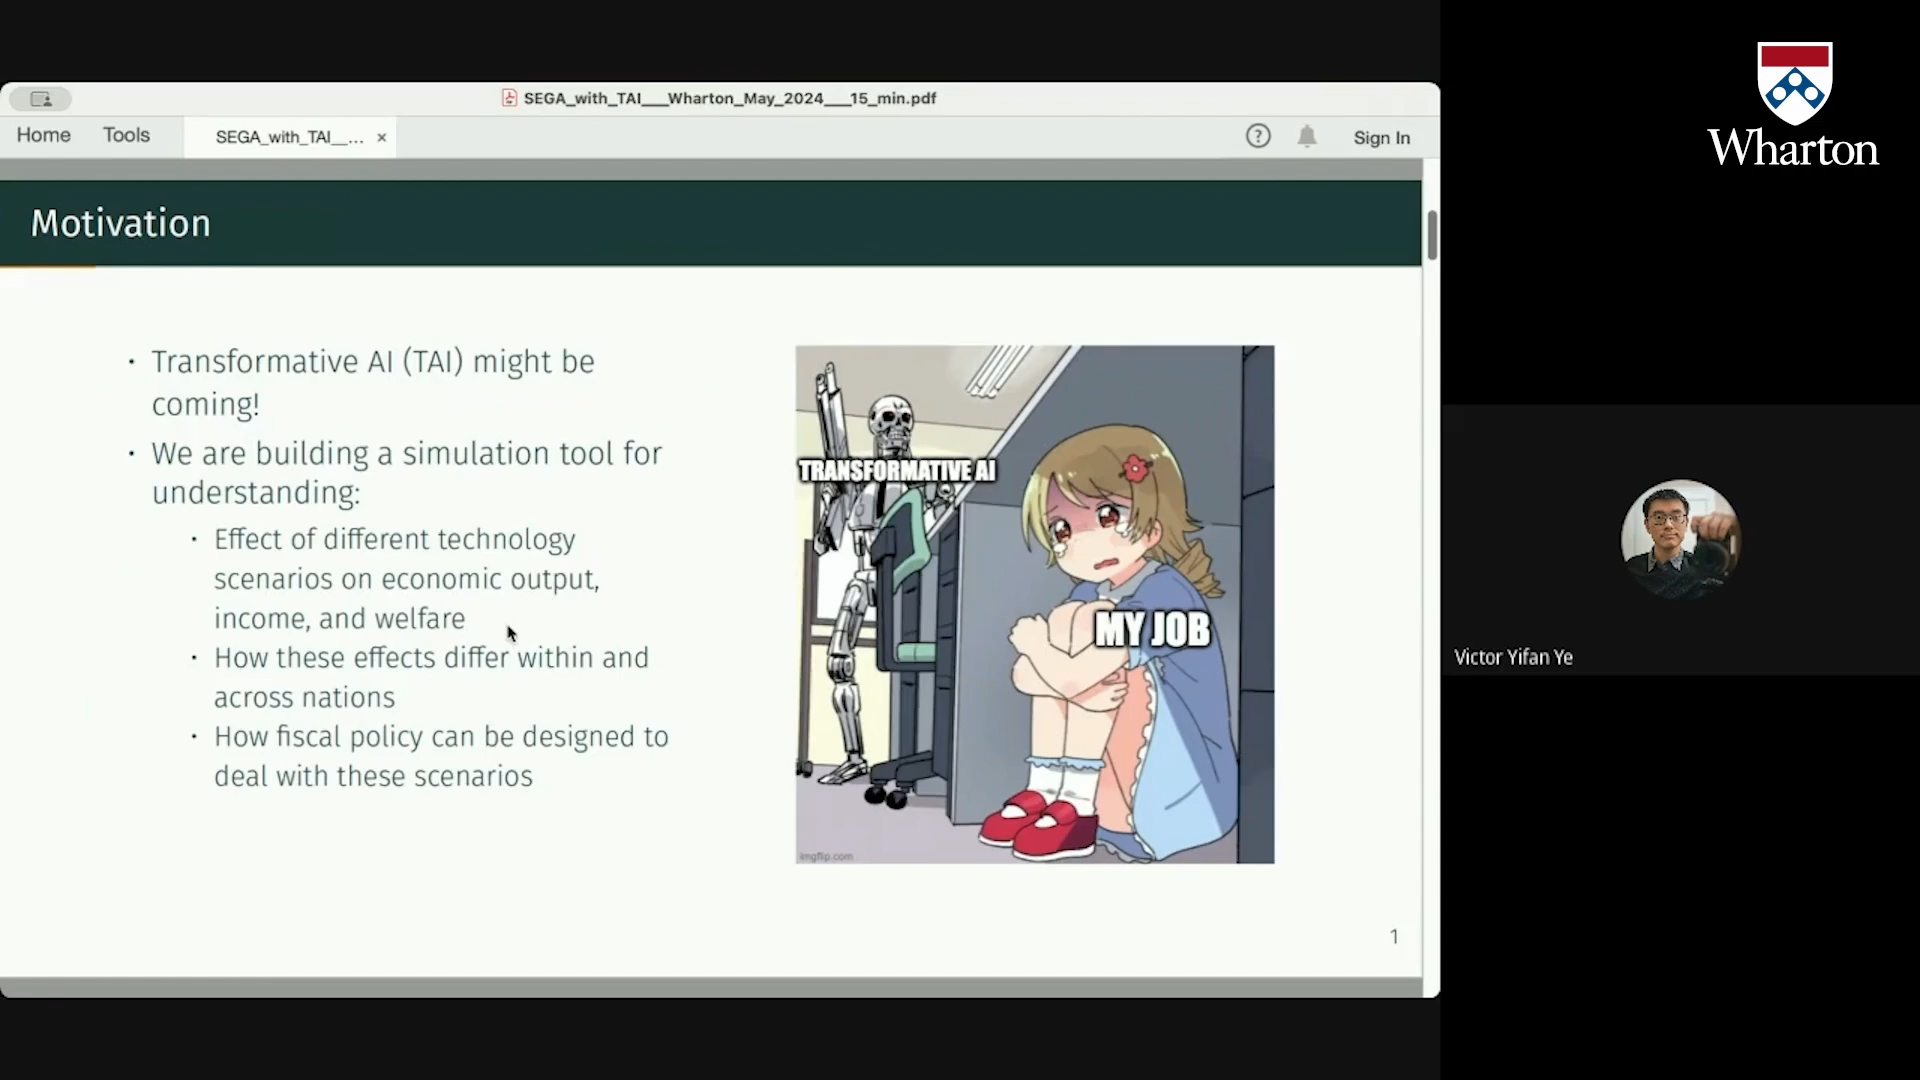 SEGA_with_TAI___Wharton_May_2024___15_min.pdf
Home Tools SEGA_with_TAI__... × ? Sign In
Wharton
Motivation
· Transformative AI (TAI) might be
coming!
· We are building a simulation tool for
understanding:
· Effect of different technology
scenarios on economic output,
income, and welfare
· How these effects differ within and
across nations
· How fiscal policy can be designed to
deal with these scenarios
TRANSFORMATIVE AI
MY JOB
imgflip.com
1
Victor Yifan Ye